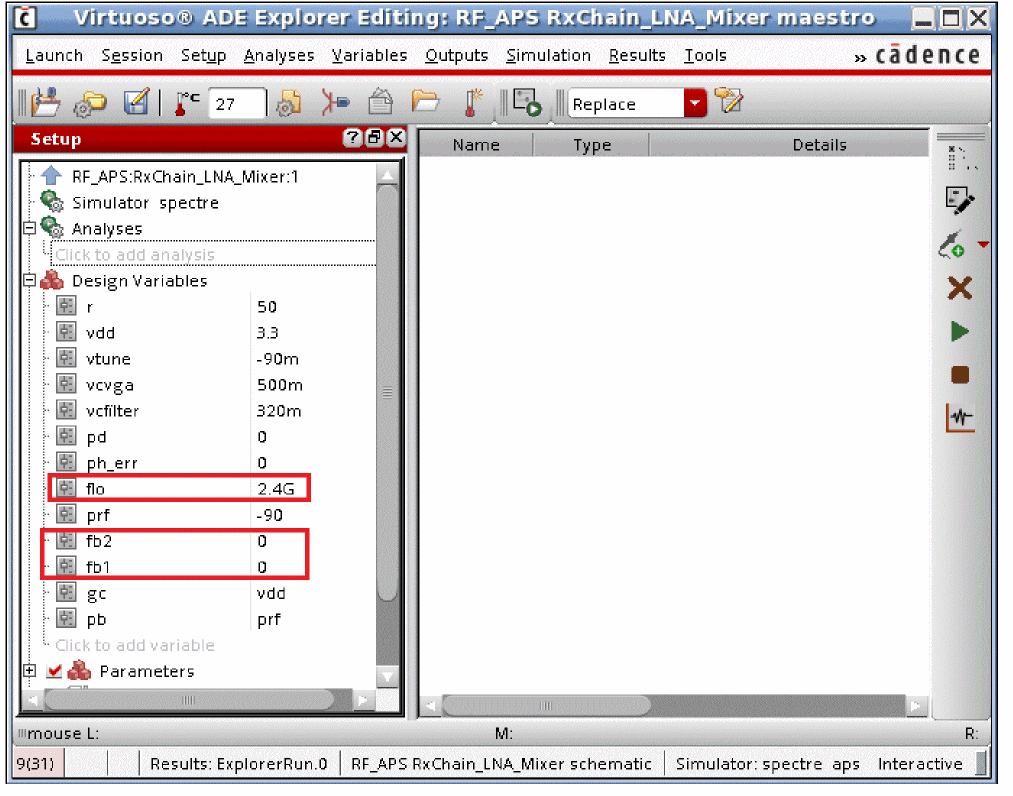 Virtuoso® ADE Explorer Editing: RF_APS RxChain_LNA_Mixer maestro
Launch Session Setup Analyses Variables Outputs Simulation Results Tools » cādence
°C 27 Replace
Setup
Name Type Details
RF_APS:RxChain_LNA_Mixer:1
Simulator spectre
Analyses
Click to add analysis
Design Variables
r 50
vdd 3.3
vtune -90m
vcvga 500m
vcfilter 320m
pd 0
ph_err 0
flo 2.4G
prf -90
fb2 0
fb1 0
gc vdd
pb prf
Click to add variable
Parameters
mouse L: M: R:
9(31) Results: ExplorerRun.0 RF_APS RxChain_LNA_Mixer schematic Simulator: spectre aps Interactive